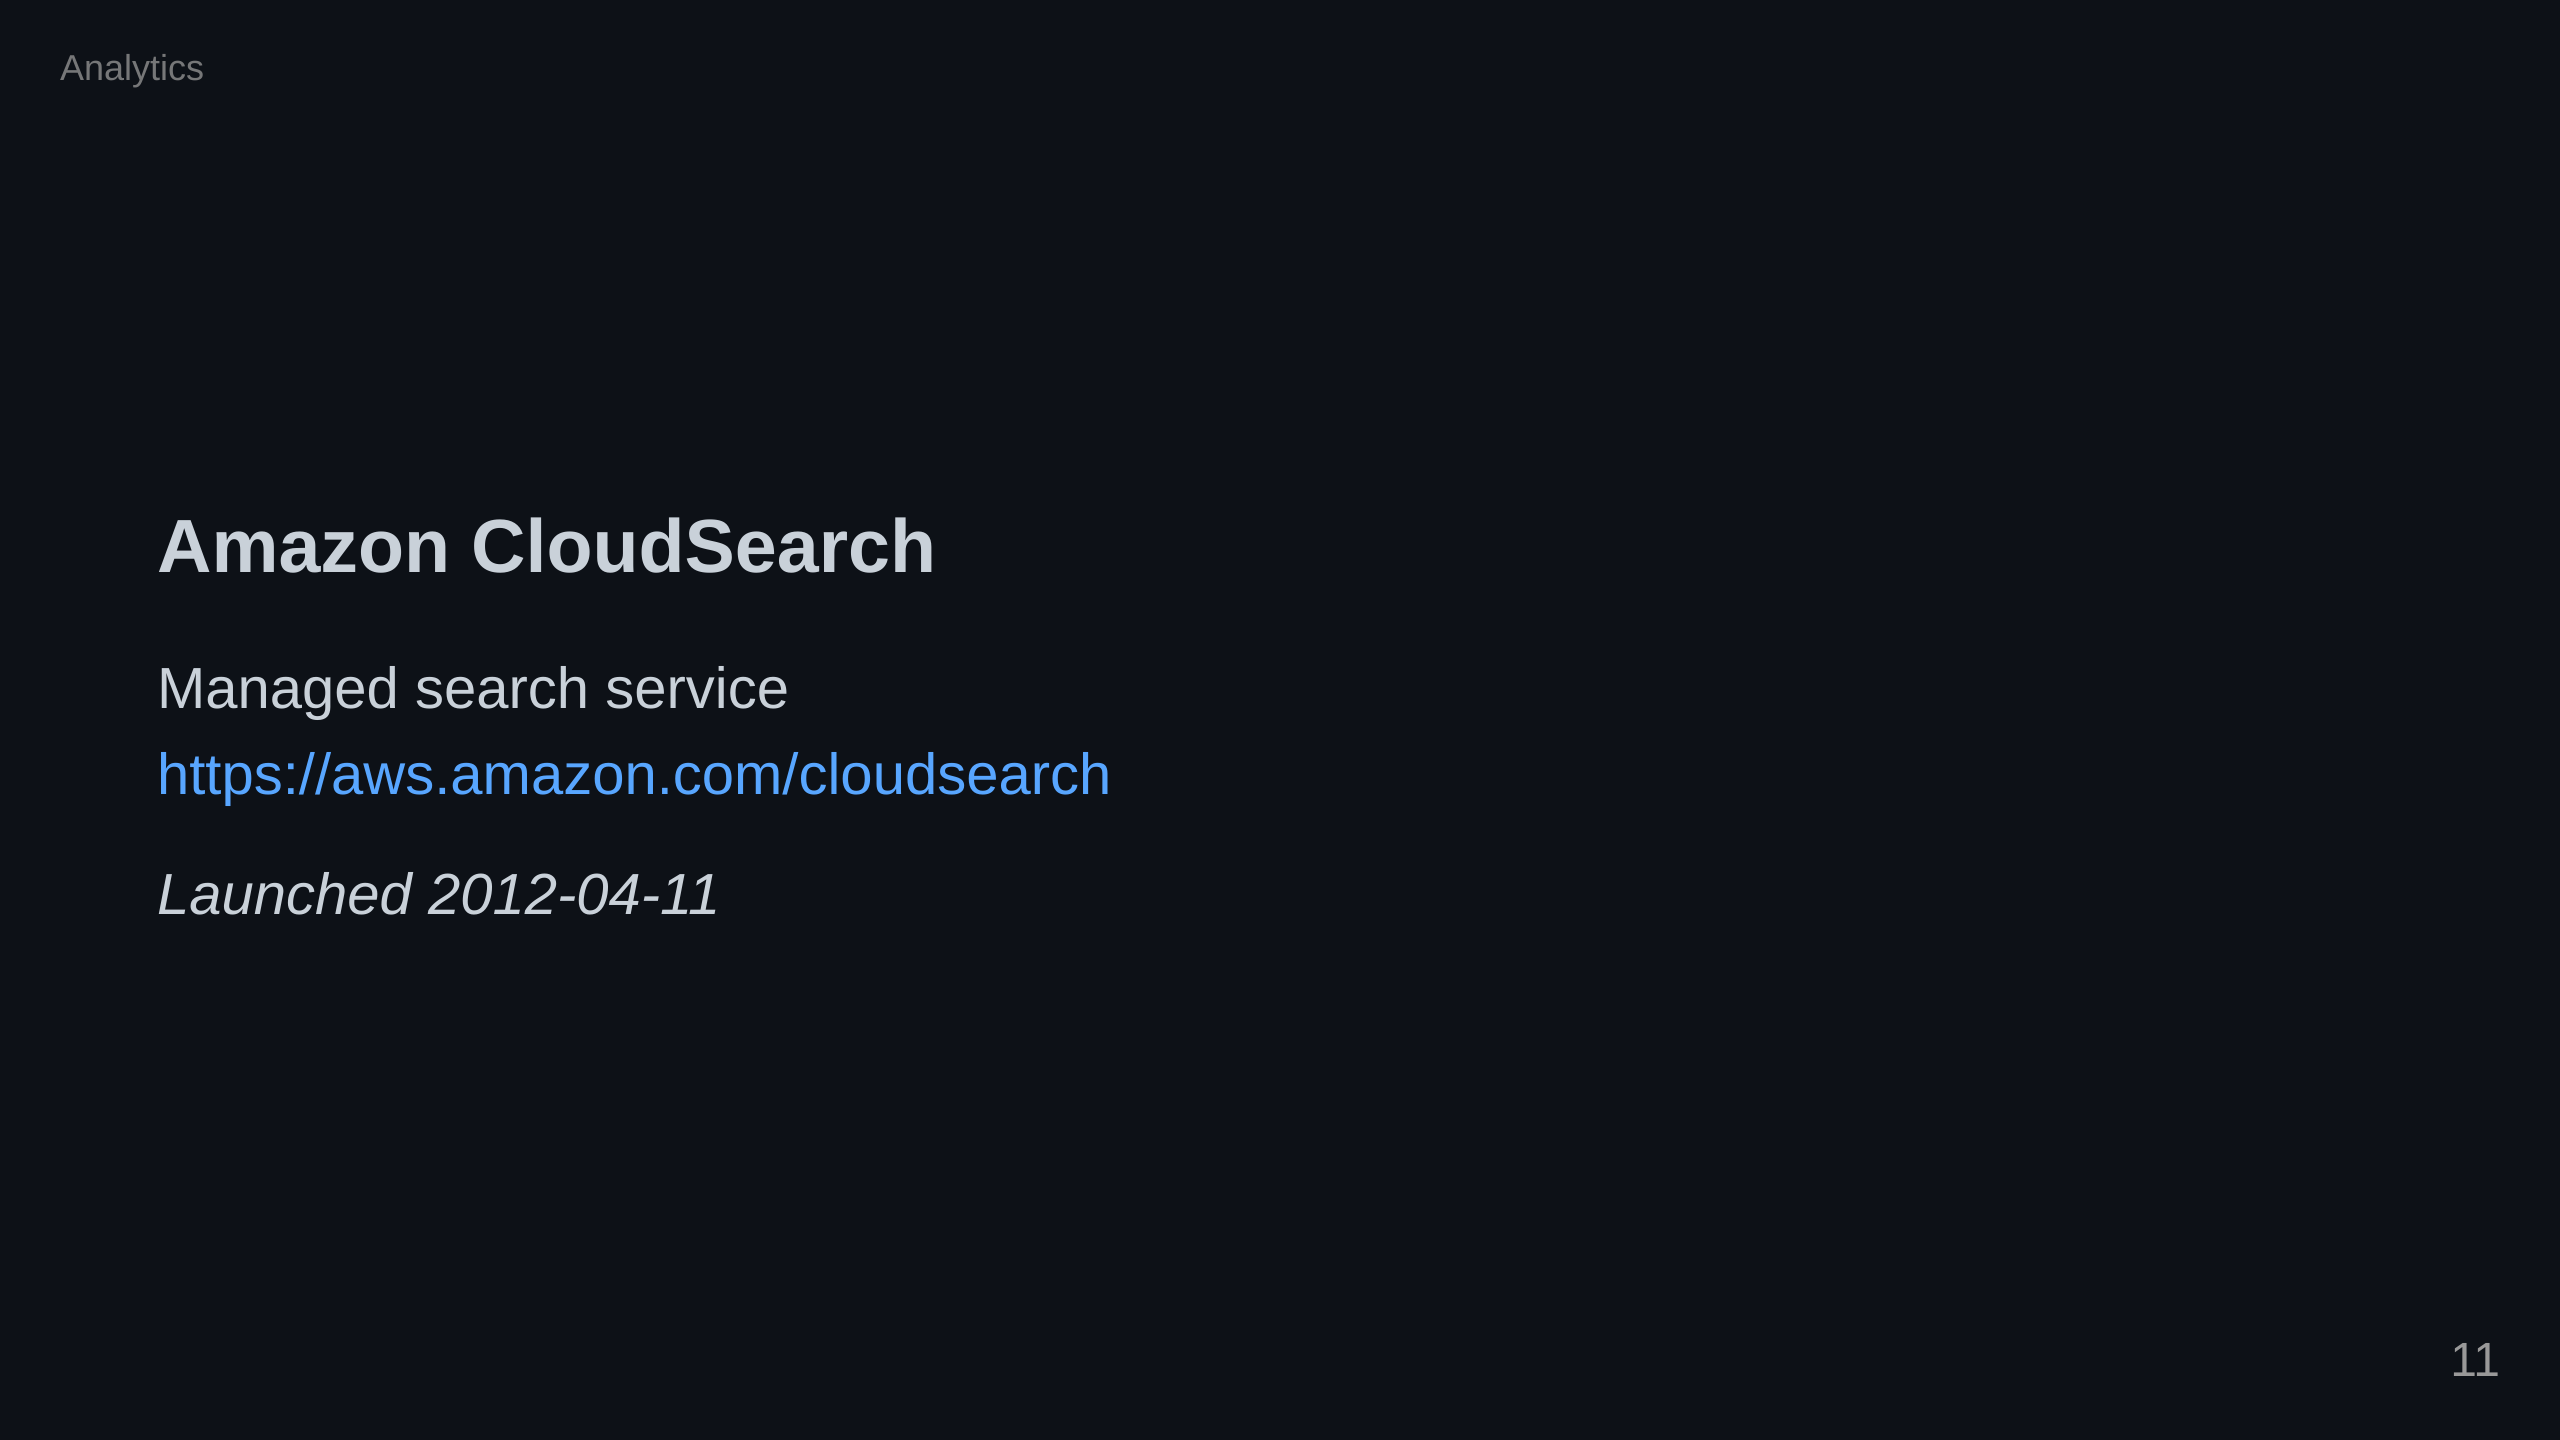 Analytics
Amazon CloudSearch
Managed search service
https://aws.amazon.com/cloudsearch
Launched 2012-04-11
11